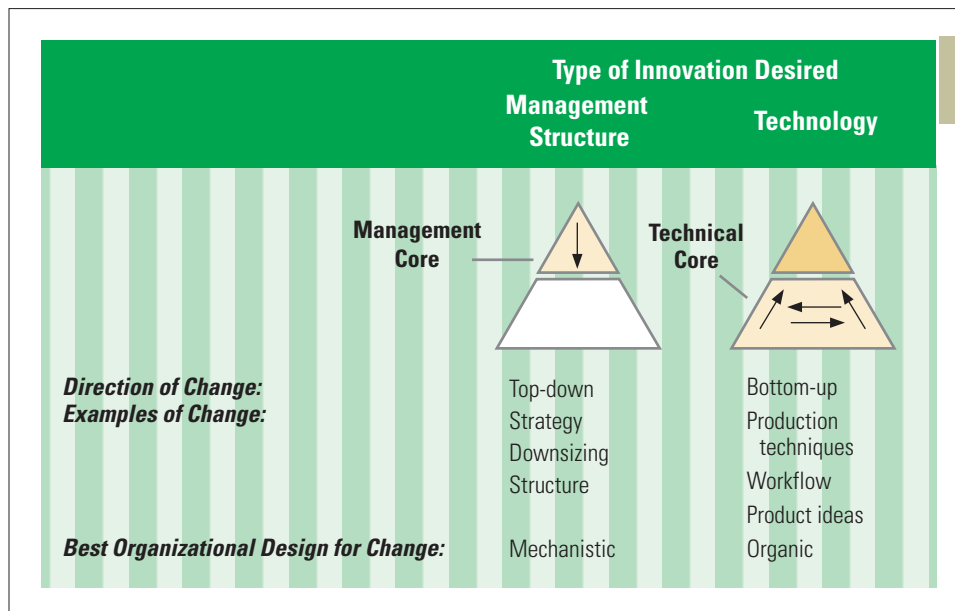 Type of Innovation Desired
Management
Structure
Technology
Management
Core
Technical
Core
Direction of Change:
Top-down
Bottom-up
Examples of Change:
Strategy
Downsizing
Structure
Production
techniques
Workflow
Product ideas
Best Organizational Design for Change:
Mechanistic
Organic